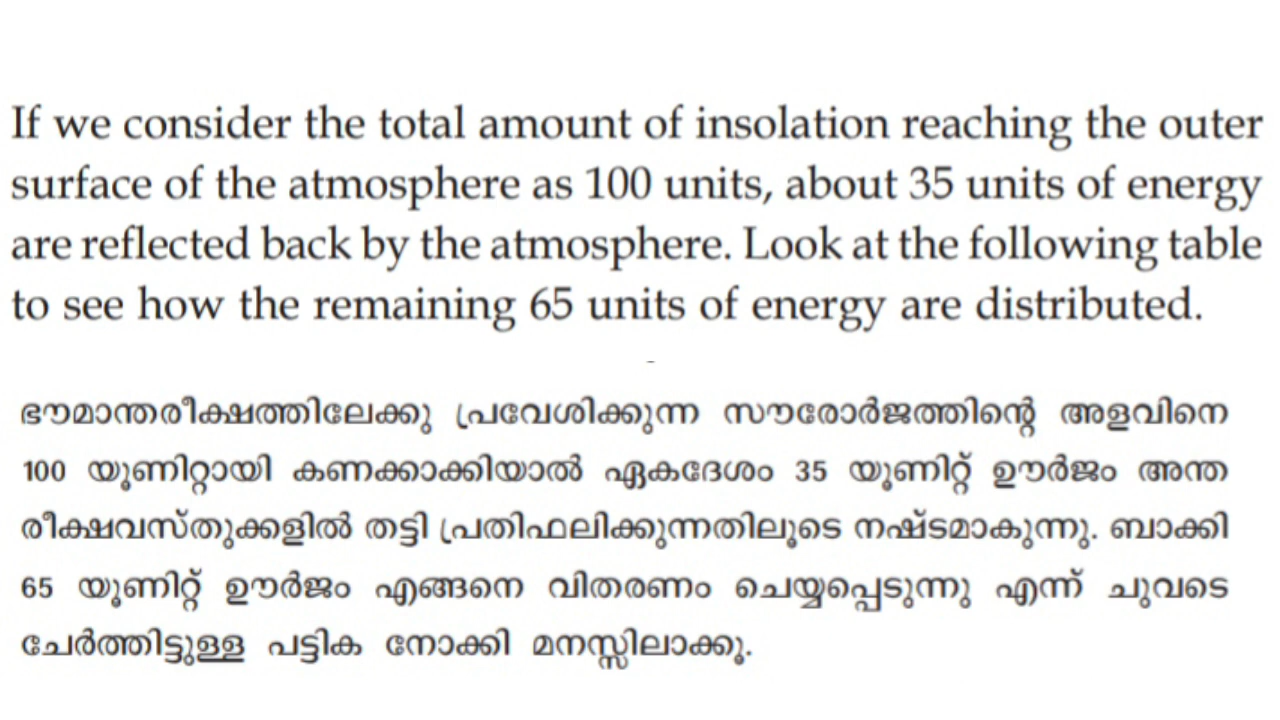 If we consider the total amount of insolation reaching the outer
surface of the atmosphere as 100 units, about 35 units of energy
are reflected back by the atmosphere. Look at the following table
to see how the remaining 65 units of energy are distributed.
ഭൗമാന്തരീക്ഷത്തിലേക്കു പ്രവേശിക്കുന്ന സൗരോർജത്തിന്റെ അളവിനെ
100 യൂണിറ്റായി കണക്കാക്കിയാൽ ഏകദേശം 35 യൂണിറ്റ് ഊർജം അന്ത
രീക്ഷവസ്തുക്കളിൽ തട്ടി പ്രതിഫലിക്കുന്നതിലൂടെ നഷ്ടമാകുന്നു. ബാക്കി
65 യൂണിറ്റ് ഊർജം എങ്ങനെ വിതരണം ചെയ്യപ്പെടുന്നു എന്ന് ചുവടെ
ചേർത്തിട്ടുള്ള പട്ടിക നോക്കി മനസ്സിലാക്കൂ.